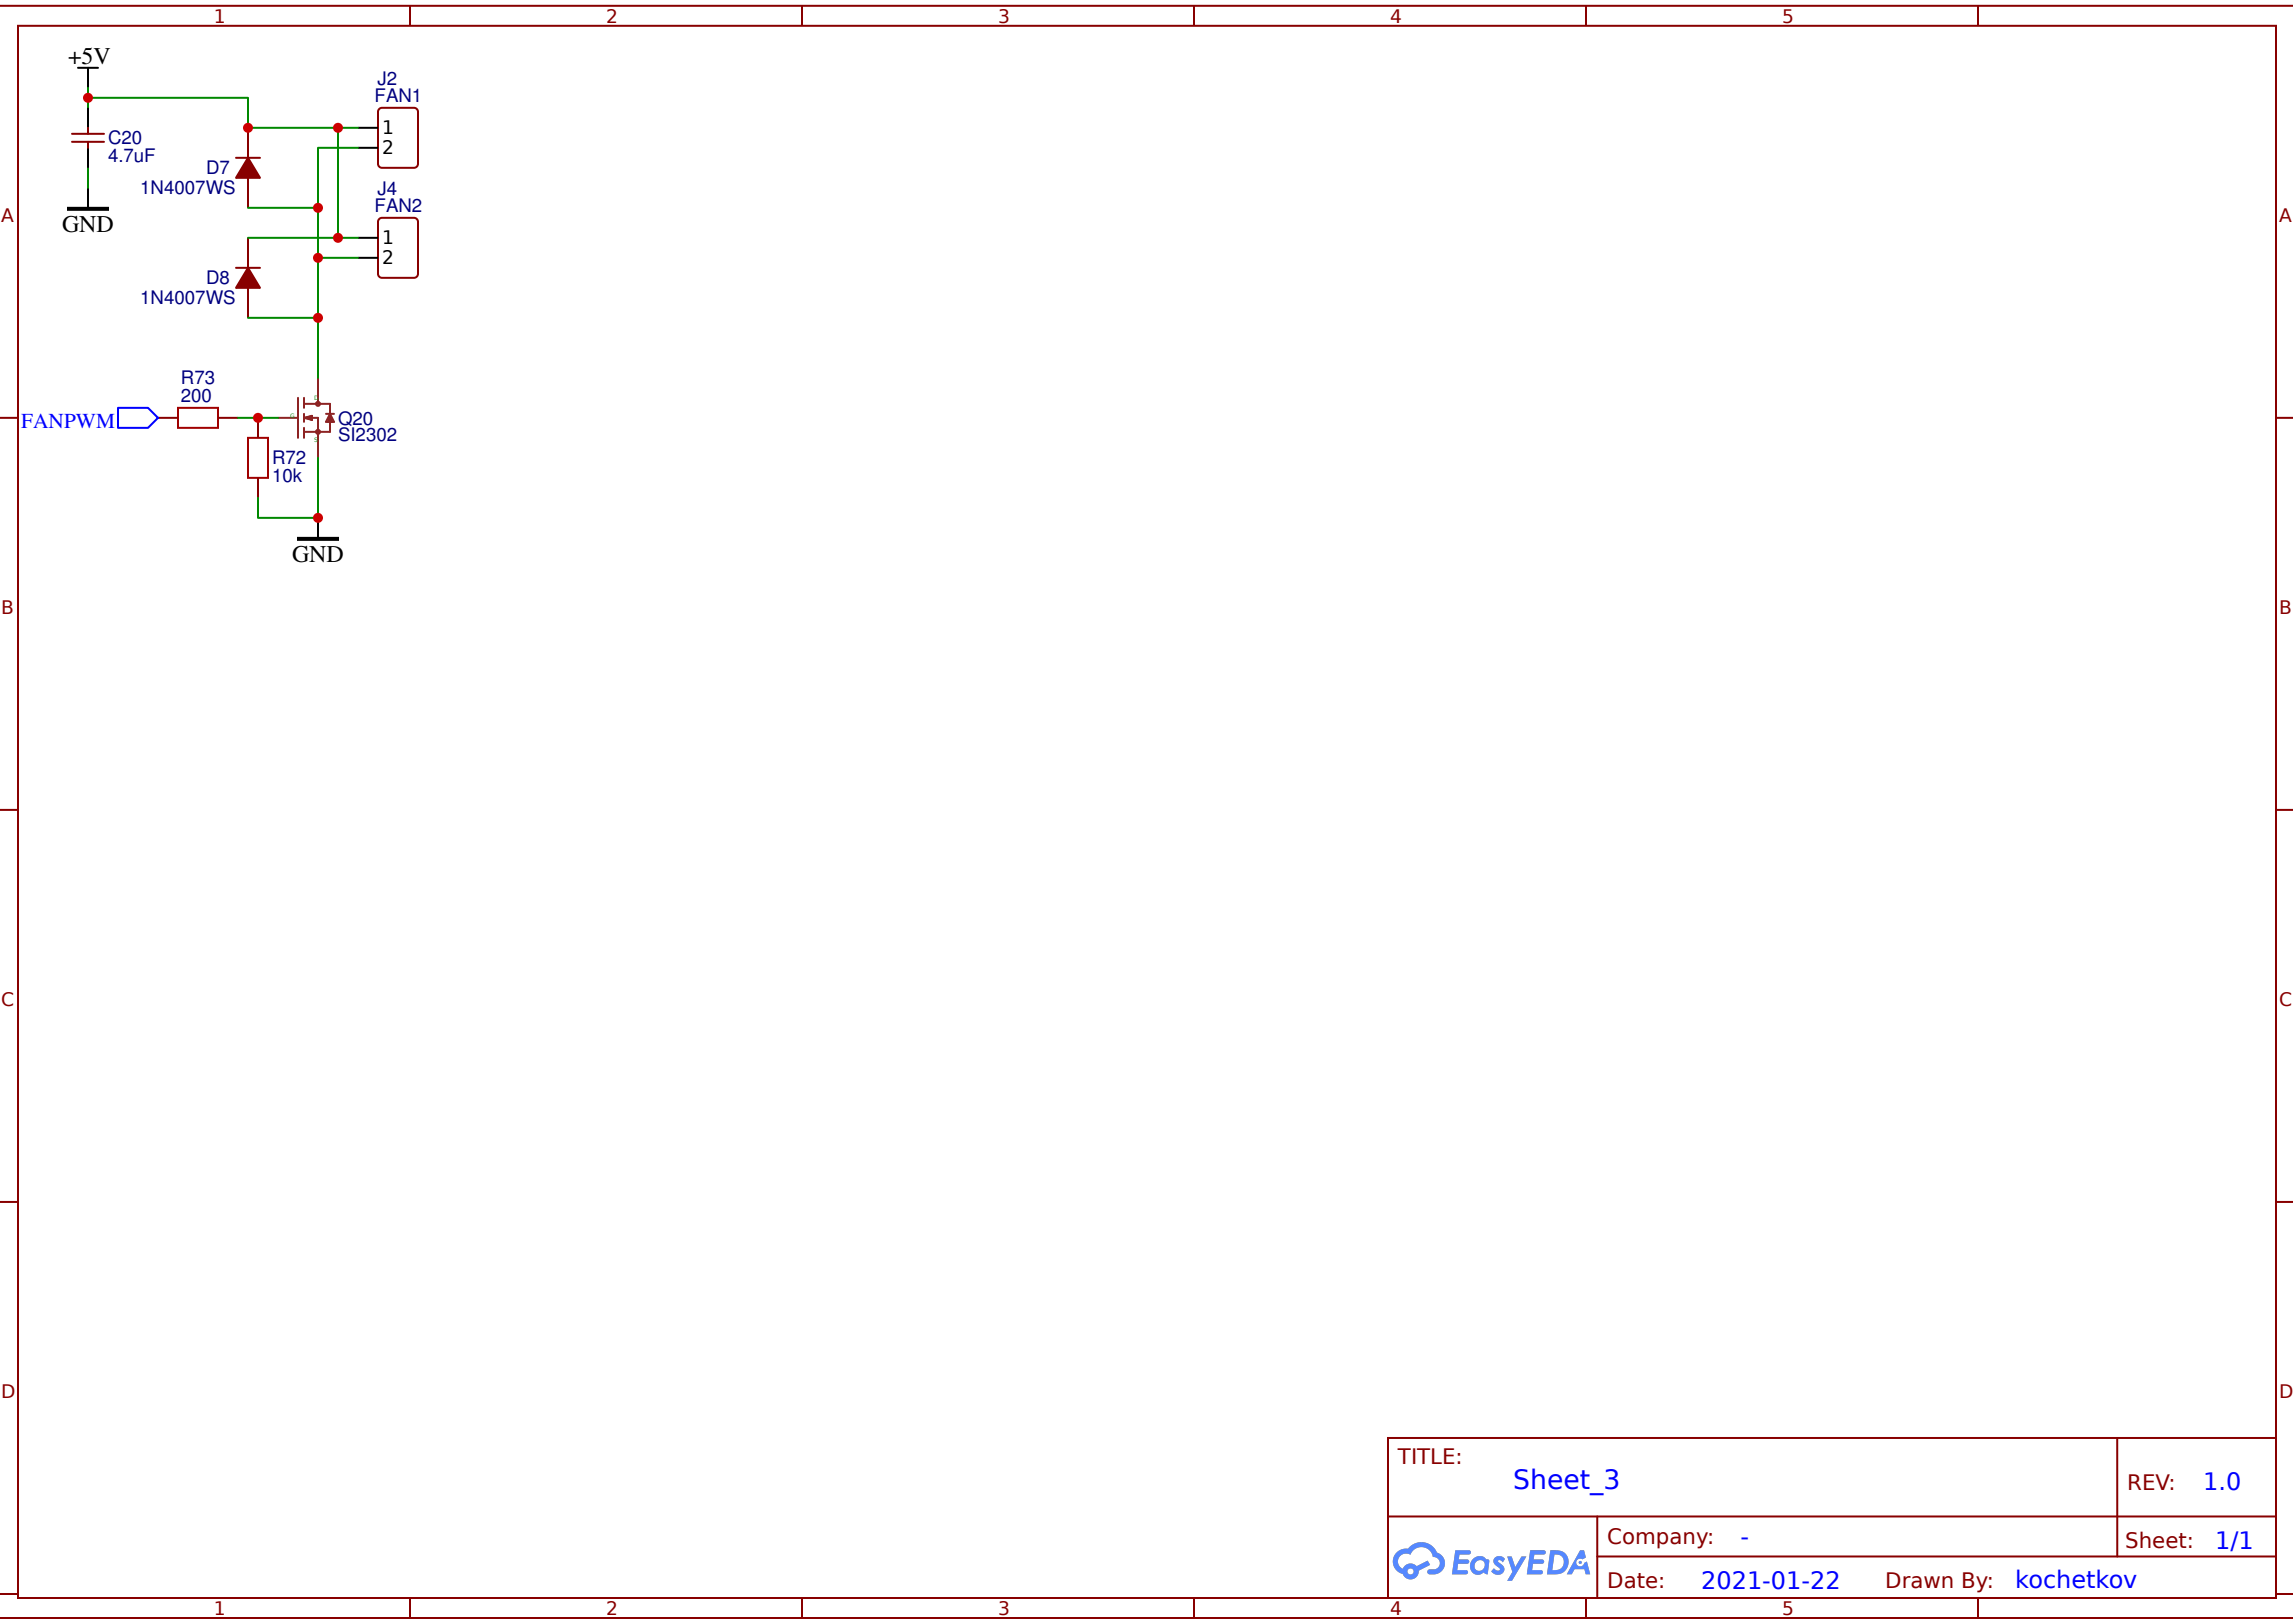 1 2 3 4 5
+5V
C20
4.7uF
GND
D7
1N4007WS
J2
FAN1
1
2
J4
FAN2
1
2
D8
1N4007WS
A A
R73
200
FANPWM
Q20
SI2302
R72
10k
GND
B B
C C
D D
TITLE:
Sheet_3
REV: 1.0
EasyEDA
Company: -
Sheet: 1/1
Date: 2021-01-22 Drawn By: kochetkov
1 2 3 4 5